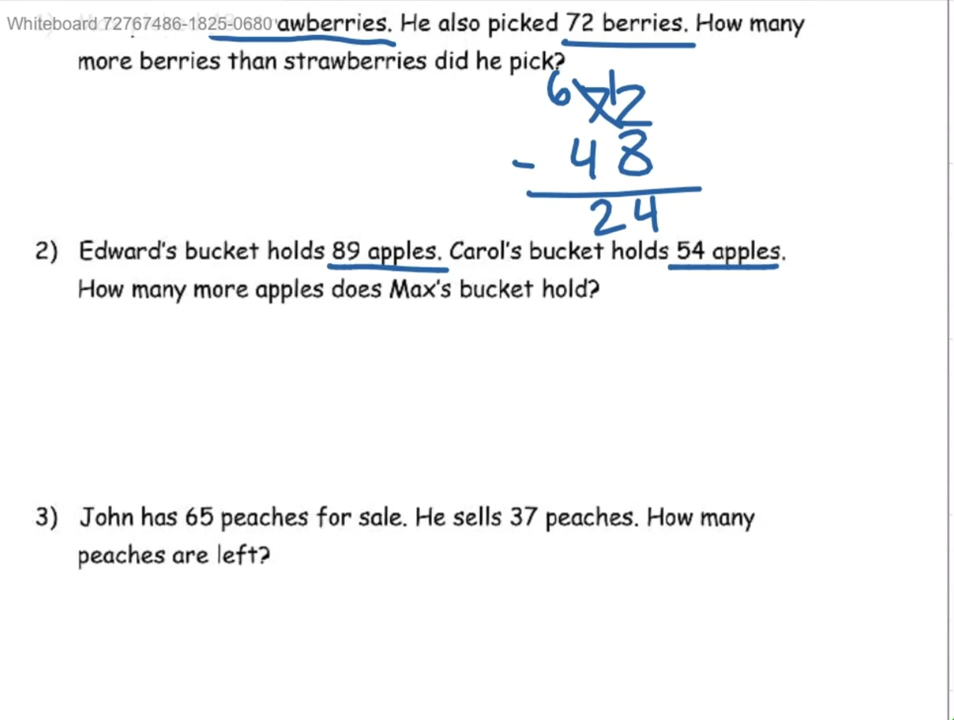 Whiteboard 72767486-1825-0680 awberries. He also picked 72 berries. How many
more berries than strawberries did he pick?
6 7 12
- 4 8
2 4
2) Edward's bucket holds 89 apples. Carol's bucket holds 54 apples.
How many more apples does Max's bucket hold?
3) John has 65 peaches for sale. He sells 37 peaches. How many
peaches are left?